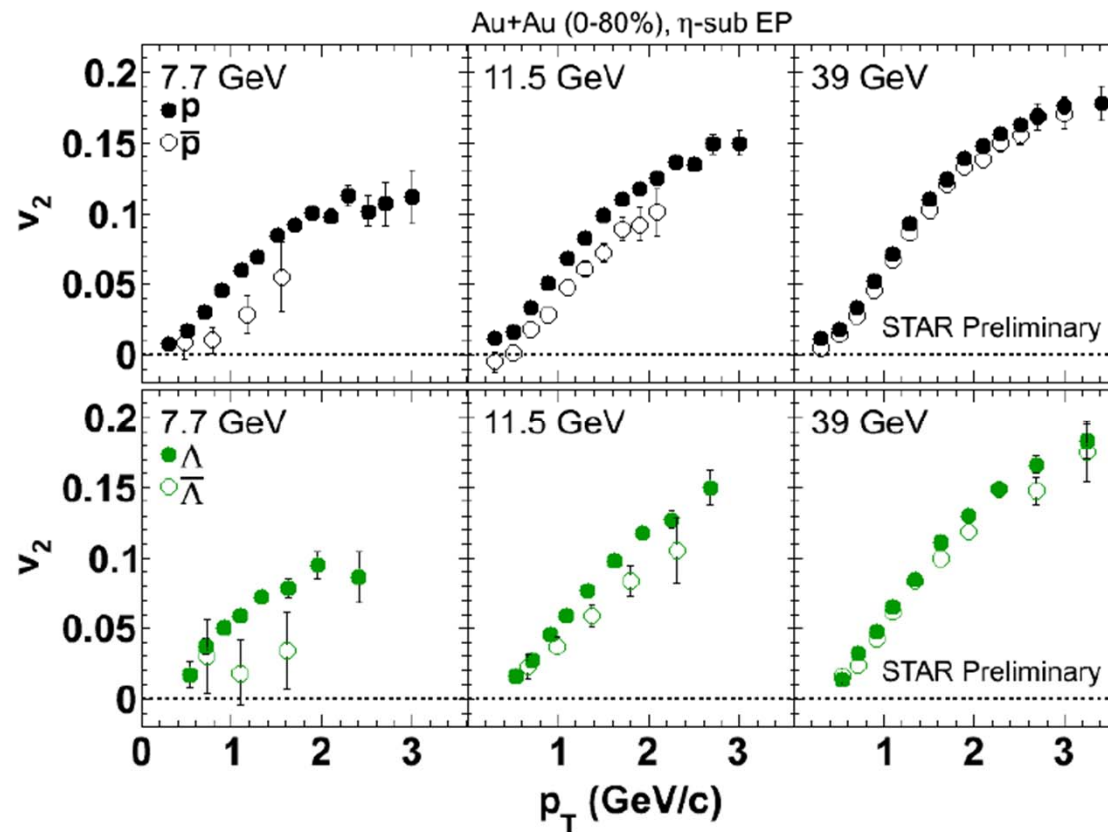 Au+Au (0-80%), η-sub EP
7.7 GeV
11.5 GeV
39 GeV
p
p̅
0.2
0.15
0.1
0.05
0
v₂
STAR Preliminary
7.7 GeV
11.5 GeV
39 GeV
Λ
Λ̅
0.2
0.15
0.1
0.05
0
v₂
STAR Preliminary
0 1 2 3 1 2 3 1 2 3
p_T (GeV/c)